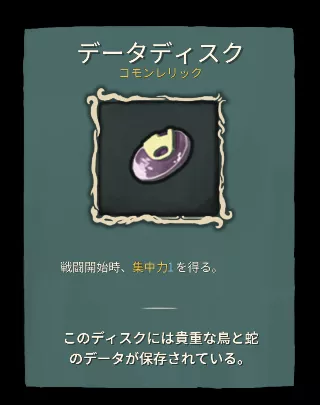 データディスク
コモンレリック
戦闘開始時、集中力1を得る。
このディスクには貴重な鳥と蛇
のデータが保存されている。